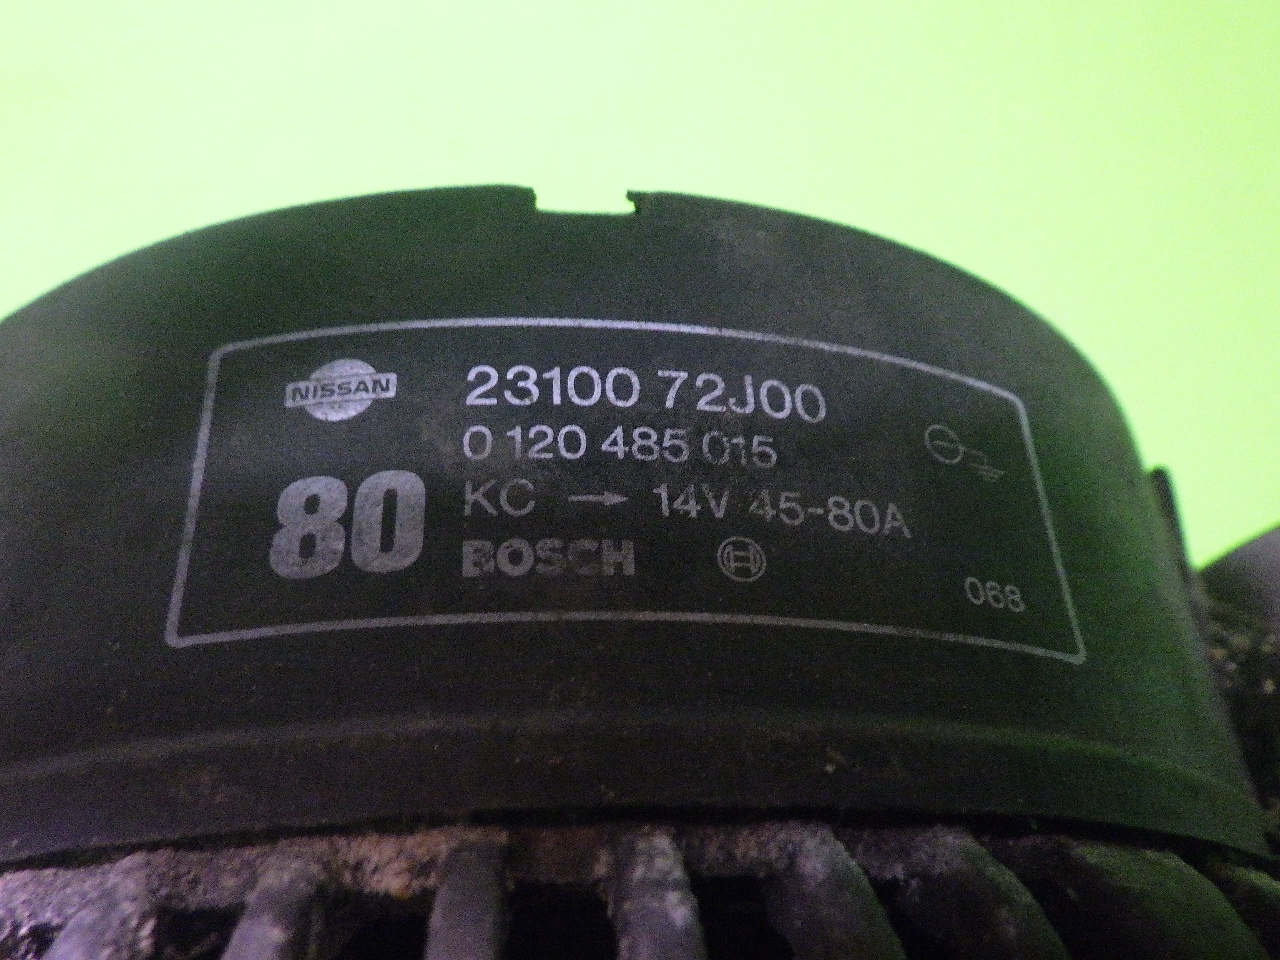 NISSAN
23100 72J00
0 120 485 015
80
KC → 14V 45-80A
BOSCH
068